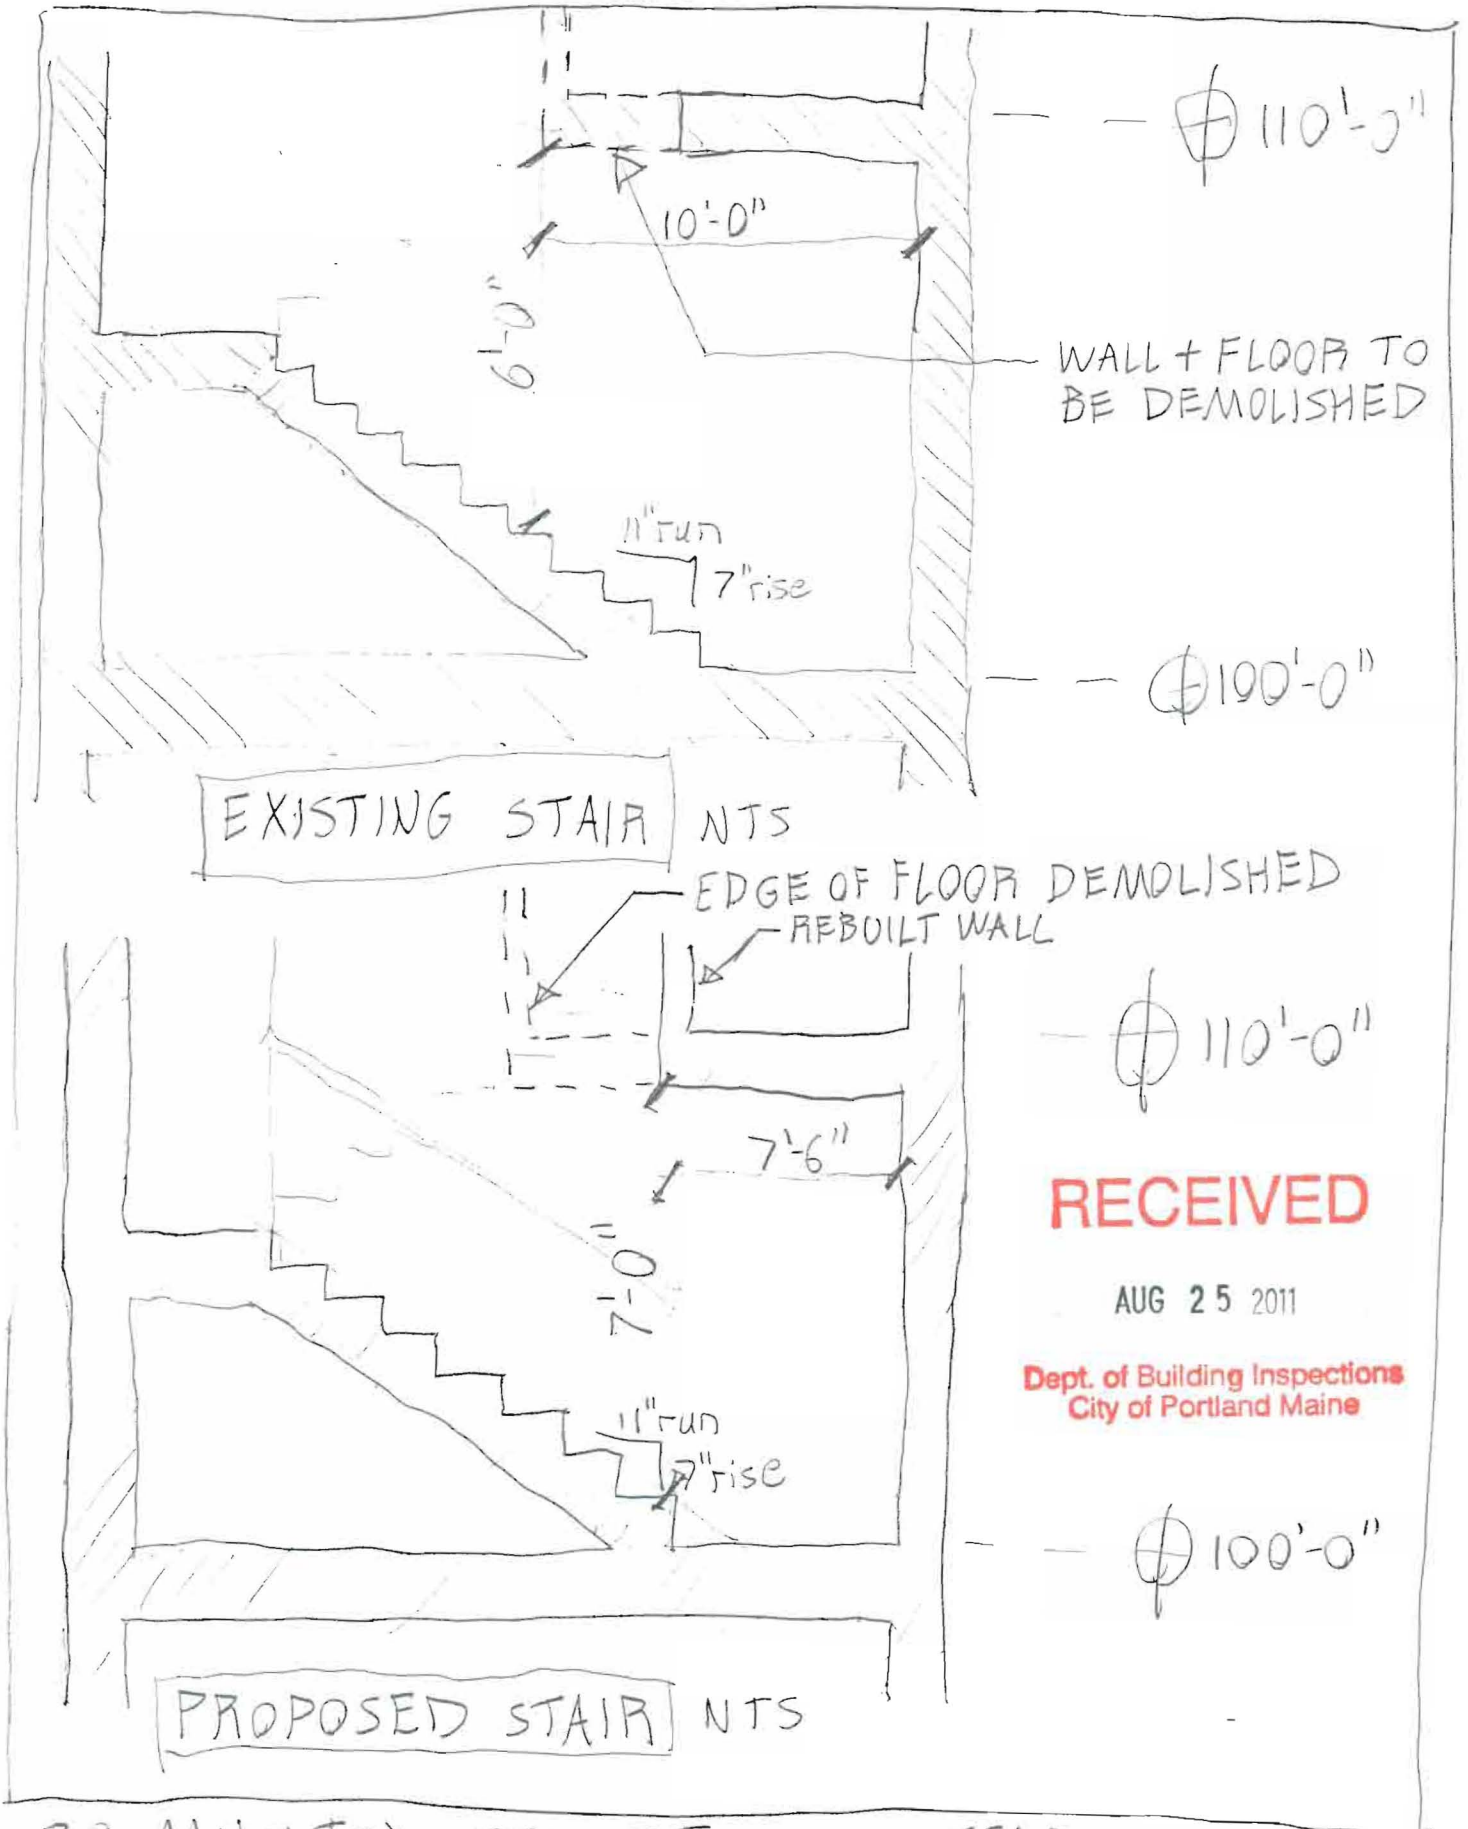 110'-0"
10'-0"
6'-0"
WALL + FLOOR TO
BE DEMOLISHED
11" run
7" rise
100'-0"
EXISTING STAIR NTS
EDGE OF FLOOR DEMOLISHED
REBUILT WALL
110'-0"
7'-6"
RECEIVED
7'-0"
AUG 25 2011
Dept. of Building Inspections
City of Portland Maine
11" run
7" rise
100'-0"
PROPOSED STAIR NTS